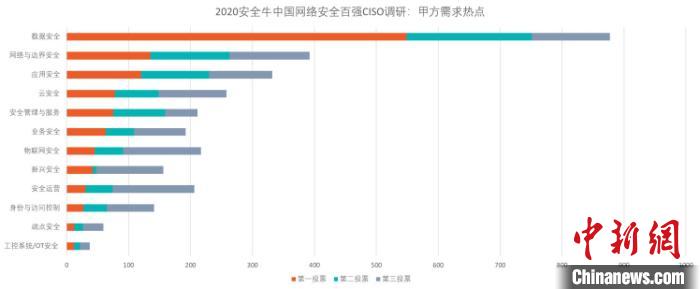 2020安全牛中国网络安全百强CISO调研：甲方需求热点
数据安全
网络与边界安全
应用安全
云安全
安全管理与服务
业务安全
物联网安全
新兴安全
安全运营
身份与访问控制
端点安全
工控系统/OT安全
0 100 200 300 400 500 600 700 800 900 1000
第一投票 第二投票 第三投票
中新网
Chinanews.com